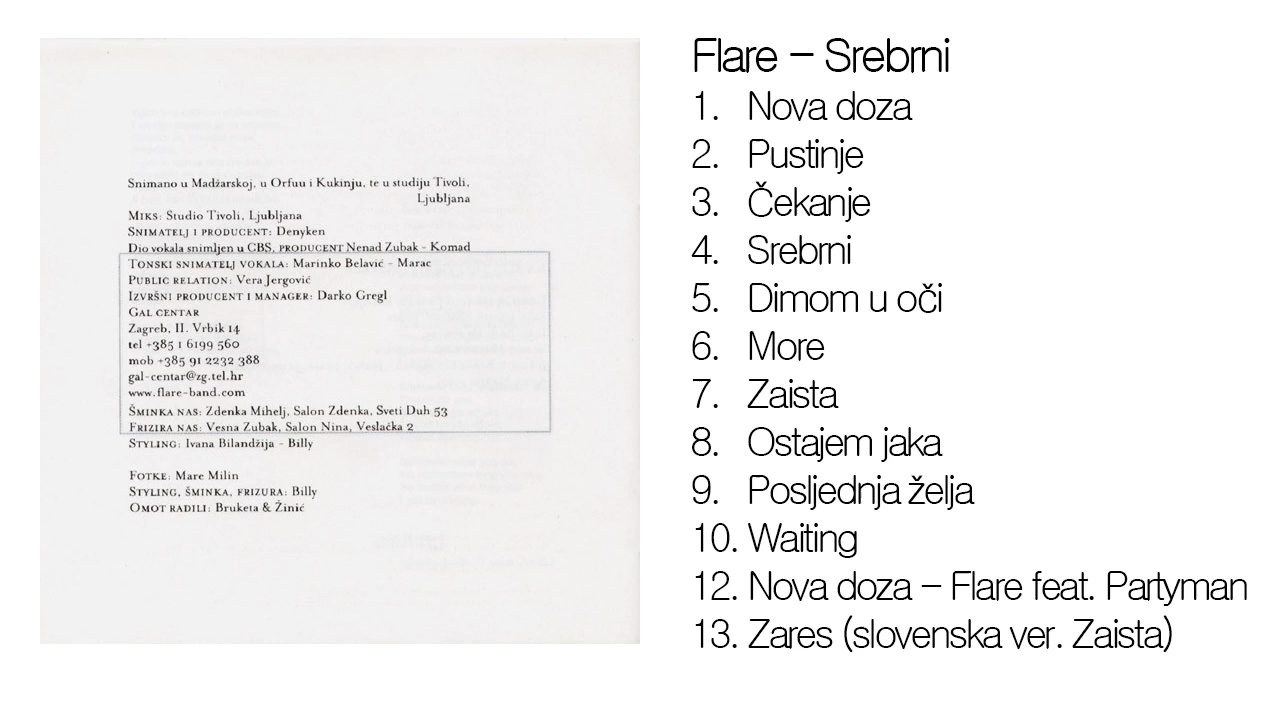 Snimano u Madžarskoj, u Orfuu i Kukinju, te u studiju Tivoli,
Ljubljana
MIKS: Studio Tivoli, Ljubljana
SNIMATELJ I PRODUCENT: Denyken
Dio vokala snimljen u CBS, PRODUCENT Nenad Zubak - Komad
TONSKI SNIMATELJ VOKALA: Marinko Belavić - Marac
PUBLIC RELATION: Vera Jergović
IZVRŠNI PRODUCENT I MANAGER: Darko Gregl
GAL CENTAR
Zagreb, II. Vrbik 14
tel +385 1 6199 560
mob +385 91 2232 388
gal-centar@zg.tel.hr
www.flare-band.com
ŠMINKA NAS: Zdenka Mihelj, Salon Zdenka, Sveti Duh 53
FRIZIRA NAS: Vesna Zubak, Salon Nina, Veslačka 2
STYLING: Ivana Bilandžija - Billy
FOTKE: Mare Milin
STYLING, ŠMINKA, FRIZURA: Billy
OMOT RADILI: Bruketa & Žinić
Flare – Srebrni
1. Nova doza
2. Pustinje
3. Čekanje
4. Srebrni
5. Dimom u oči
6. More
7. Zaista
8. Ostajem jaka
9. Posljednja želja
10. Waiting
12. Nova doza – Flare feat. Partyman
13. Zares (slovenska ver. Zaista)